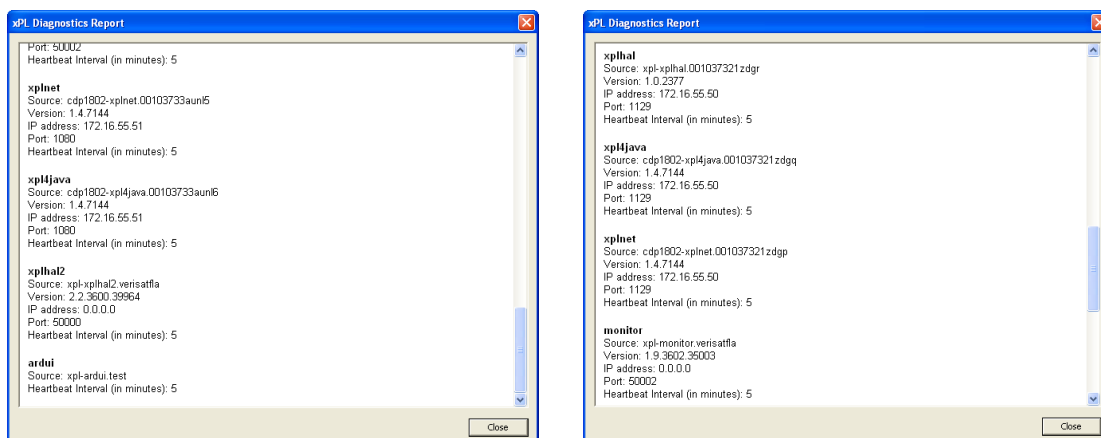 xPL Diagnostics Report
Port: 50002
Heartbeat Interval (in minutes): 5
xplnet
Source: cdp1802-xplnet.00103733aunl5
Version: 1.4.7144
IP address: 172.16.55.51
Port: 1080
Heartbeat Interval (in minutes): 5
xpl4java
Source: cdp1802-xpl4java.00103733aunl6
Version: 1.4.7144
IP address: 172.16.55.51
Port: 1080
Heartbeat Interval (in minutes): 5
xplhal2
Source: xpl-xplhal2.verisatfla
Version: 2.2.3600.39964
IP address: 0.0.0.0
Port: 50000
Heartbeat Interval (in minutes): 5
ardui
Source: xpl-ardui.test
Heartbeat Interval (in minutes): 5
Close
xPL Diagnostics Report
xplhal
Source: xpl-xplhal.001037321zdgr
Version: 1.0.2377
IP address: 172.16.55.50
Port: 1129
Heartbeat Interval (in minutes): 5
xpl4java
Source: cdp1802-xpl4java.001037321zdgq
Version: 1.4.7144
IP address: 172.16.55.50
Port: 1129
Heartbeat Interval (in minutes): 5
xplnet
Source: cdp1802-xplnet.001037321zdgp
Version: 1.4.7144
IP address: 172.16.55.50
Port: 1129
Heartbeat Interval (in minutes): 5
monitor
Source: xpl-monitor.verisatfla
Version: 1.9.3602.35003
IP address: 0.0.0.0
Port: 50002
Heartbeat Interval (in minutes): 5
Close